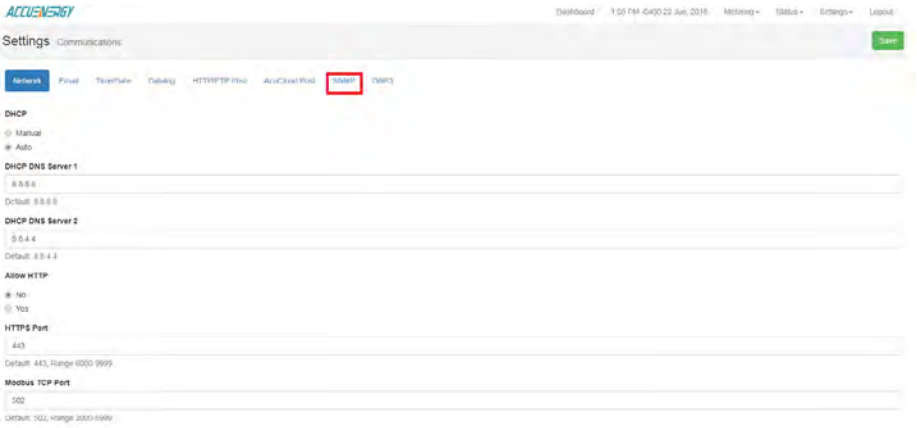 ACCUENERGY
Dashboard 1:05 PM -0400 22 Jun, 2016 Metering Status Settings Logout
Settings Communications
Save
Network Email Time/Date Datalog HTTP/FTP Post AcuCloud Post SNMP DNP3
DHCP
Manual
Auto
DHCP DNS Server 1
8.8.8.8
Default: 8.8.8.8
DHCP DNS Server 2
8.8.4.4
Default: 8.8.4.4
Allow HTTP
No
Yes
HTTPS Port
443
Default: 443, Range 6000-9999
Modbus TCP Port
502
Default: 502, Range 2000-5999